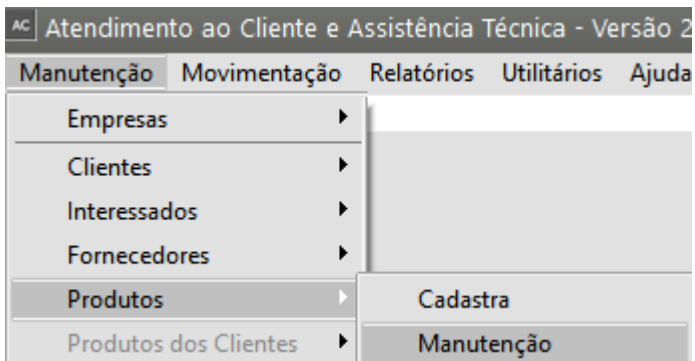 AC Atendimento ao Cliente e Assistência Técnica - Versão 2
Manutenção Movimentação Relatórios Utilitários Ajuda
Empresas
Clientes
Interessados
Fornecedores
Produtos
Cadastra
Produtos dos Clientes
Manutenção